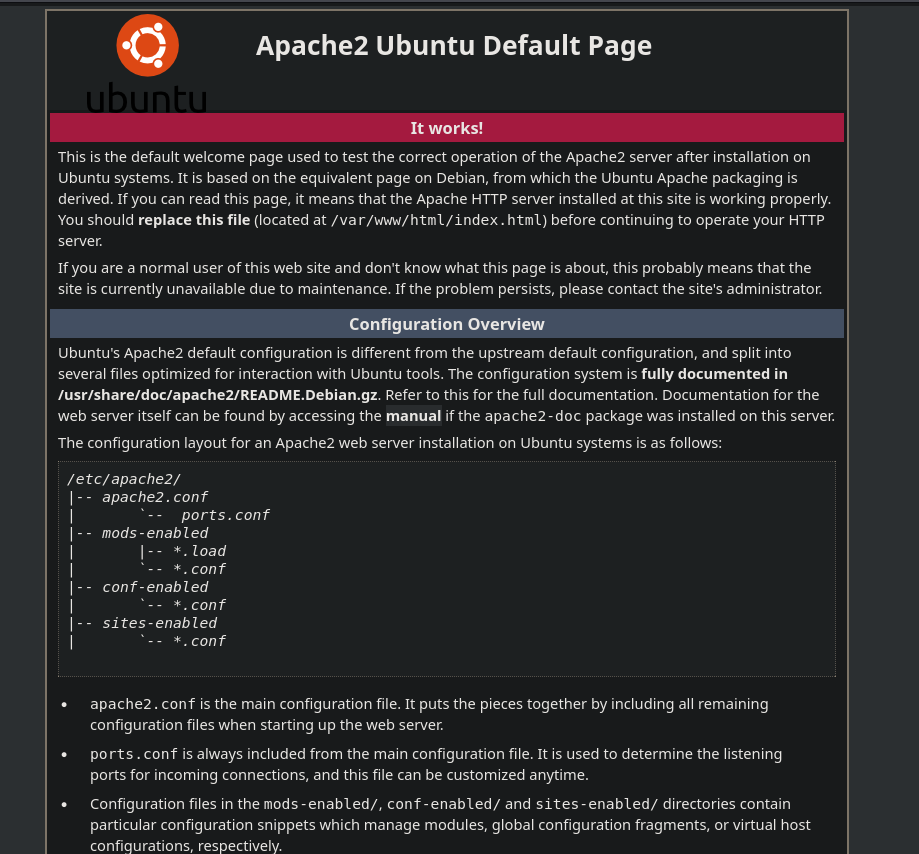 ubuntu
Apache2 Ubuntu Default Page
It works!
This is the default welcome page used to test the correct operation of the Apache2 server after installation on
Ubuntu systems. It is based on the equivalent page on Debian, from which the Ubuntu Apache packaging is
derived. If you can read this page, it means that the Apache HTTP server installed at this site is working properly.
You should replace this file (located at /var/www/html/index.html) before continuing to operate your HTTP
server.
If you are a normal user of this web site and don't know what this page is about, this probably means that the
site is currently unavailable due to maintenance. If the problem persists, please contact the site's administrator.
Configuration Overview
Ubuntu's Apache2 default configuration is different from the upstream default configuration, and split into
several files optimized for interaction with Ubuntu tools. The configuration system is fully documented in
/usr/share/doc/apache2/README.Debian.gz. Refer to this for the full documentation. Documentation for the
web server itself can be found by accessing the manual if the apache2-doc package was installed on this server.
The configuration layout for an Apache2 web server installation on Ubuntu systems is as follows:
/etc/apache2/
|-- apache2.conf
|       `--  ports.conf
|-- mods-enabled
|       |-- *.load
|       `-- *.conf
|-- conf-enabled
|       `-- *.conf
|-- sites-enabled
|       `-- *.conf
• apache2.conf is the main configuration file. It puts the pieces together by including all remaining
configuration files when starting up the web server.
• ports.conf is always included from the main configuration file. It is used to determine the listening
ports for incoming connections, and this file can be customized anytime.
• Configuration files in the mods-enabled/, conf-enabled/ and sites-enabled/ directories contain
particular configuration snippets which manage modules, global configuration fragments, or virtual host
configurations, respectively.